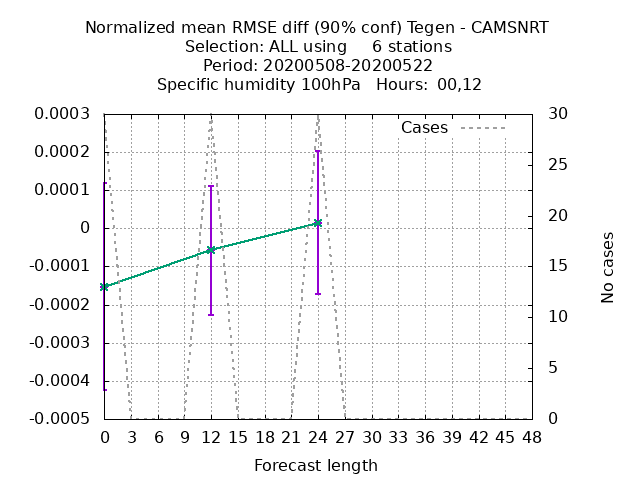 Normalized mean RMSE diff (90% conf) Tegen - CAMSNRT
Selection: ALL using     6 stations
Period: 20200508-20200522
Specific humidity 100hPa   Hours:  00,12
Cases
0.0003
0.0002
0.0001
0
-0.0001
-0.0002
-0.0003
-0.0004
-0.0005
30
25
20
15
10
5
0
No cases
0 3 6 9 12 15 18 21 24 27 30 33 36 39 42 45 48
Forecast length